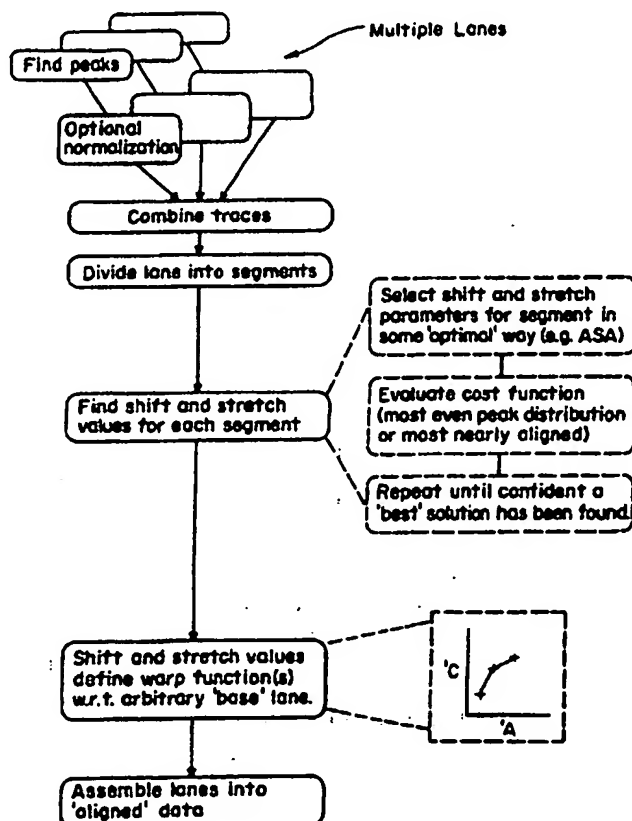 Multiple Lanes
Find peaks
Optional
normalization
Combine traces
Divide lane into segments
Select shift and stretch
parameters for segment in
some 'optimal' way (e.g. ASA)
Find shift and stretch
values for each segment
Evaluate cost function
(most even peak distribution
or most nearly aligned)
Repeat until confident a
'best' solution has been found.
Shift and stretch values
define warp function(s)
w.r.t. arbitrary 'base' lane.
'C
'A
Assemble lanes into
'aligned' data